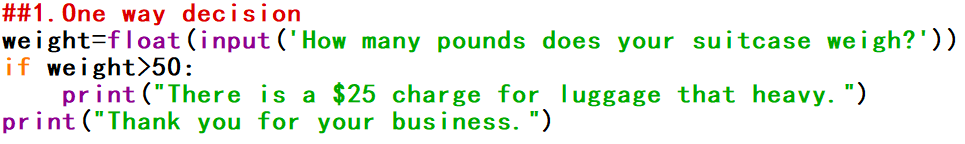 ##1.One way decision
weight=float(input('How many pounds does your suitcase weigh?'))
if weight>50:
    print("There is a $25 charge for luggage that heavy.")
print("Thank you for your business.")